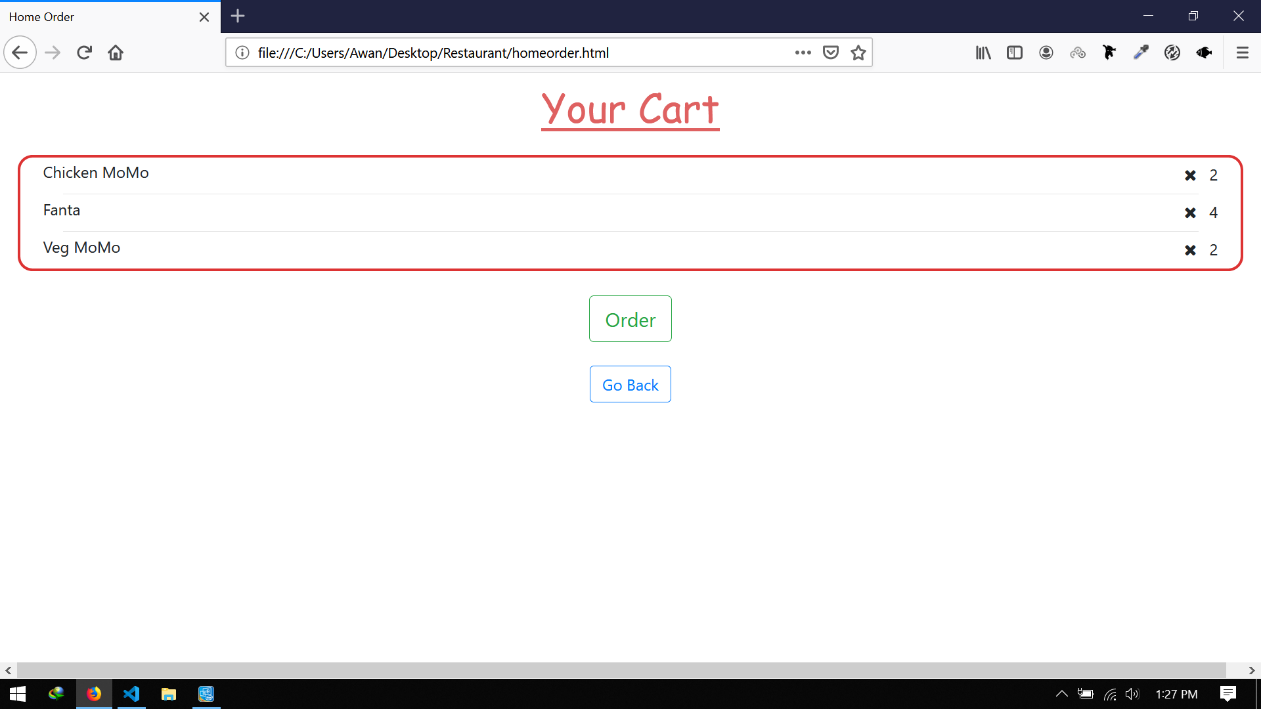 Home Order
file:///C:/Users/Awan/Desktop/Restaurant/homeorder.html
Your Cart
Chicken MoMo ✖ 2
Fanta ✖ 4
Veg MoMo ✖ 2
Order
Go Back
1:27 PM